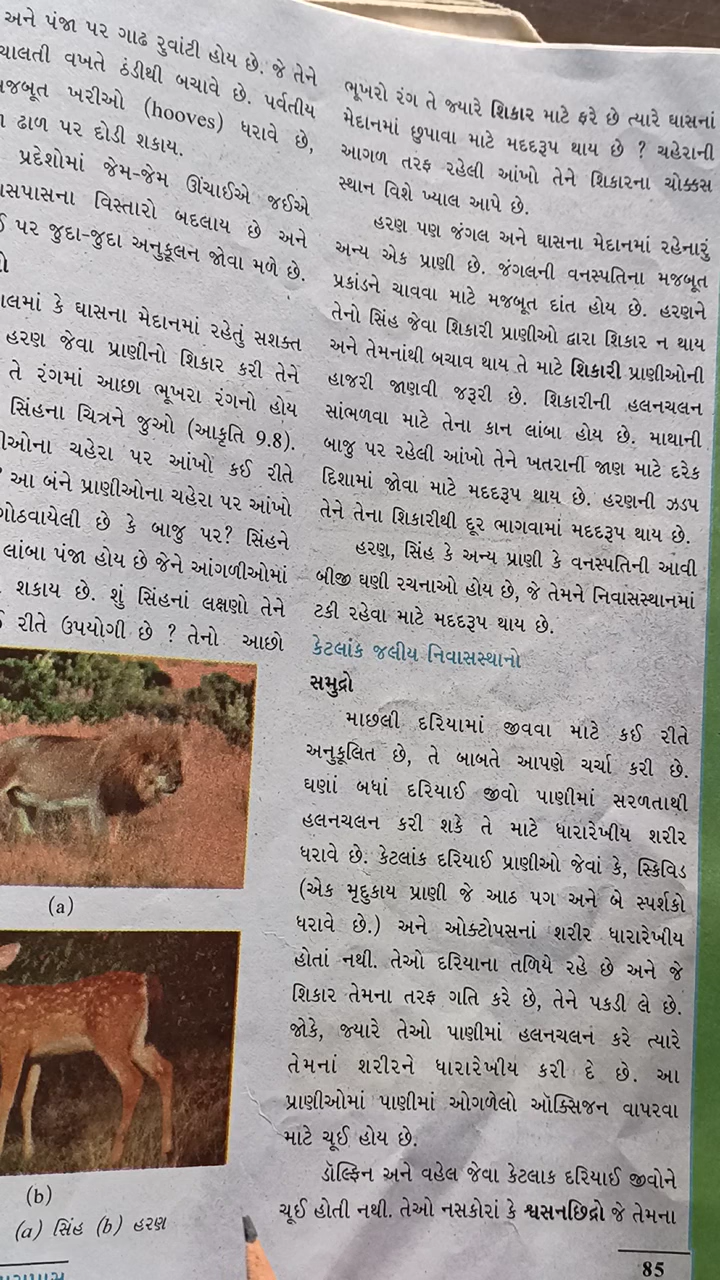 અને પંજા પર ગાઢ રુવાંટી હોય છે. જે તેને
ચાલતી વખતે ઠંડીથી બચાવે છે. પર્વતીય
મજબૂત ખરીઓ (hooves) ધરાવે છે,
ઢાળ પર દોડી શકાય.
પ્રદેશોમાં જેમ-જેમ ઊંચાઈએ જઈએ
વિસ્તારો બદલાય છે અને
પર જુદા-જુદા અનુકૂલન જોવા મળે છે.
કે ઘાસના મેદાનમાં રહેતું સશક્ત
હરણ જેવા પ્રાણીનો શિકાર કરી તેને
તે રંગમાં આછા ભૂખરા રંગનો હોય
સિંહના ચિત્રને જુઓ (આકૃતિ 9.8).
ચહેરા પર આંખો કઈ રીતે
આ બંને પ્રાણીઓના ચહેરા પર આંખો
ગોઠવાયેલી છે કે બાજુ પર? સિંહને
લાંબા પંજા હોય છે જેને આંગળીઓમાં
શકાય છે. શું સિંહનાં લક્ષણો તેને
રીતે ઉપયોગી છે ? તેનો આછો
(a)
(b)
(a) સિંહ (b) હરણ
ભૂખરો રંગ તે જ્યારે શિકાર માટે ફરે છે ત્યારે ઘાસનાં
મેદાનમાં છુપાવા માટે મદદરૂપ થાય છે ? ચહેરાની
આગળ તરફ રહેલી આંખો તેને શિકારના ચોક્કસ
સ્થાન વિશે ખ્યાલ આપે છે.
હરણ પણ જંગલ અને ઘાસના મેદાનમાં રહેનારું
અન્ય એક પ્રાણી છે. જંગલની વનસ્પતિના મજબૂત
પ્રકાંડને ચાવવા માટે મજબૂત દાંત હોય છે. હરણને
તેનો સિંહ જેવા શિકારી પ્રાણીઓ દ્વારા શિકાર ન થાય
અને તેમનાંથી બચાવ થાય તે માટે શિકારી પ્રાણીઓની
હાજરી જાણવી જરૂરી છે. શિકારીની હલનચલન
સાંભળવા માટે તેના કાન લાંબા હોય છે. માથાની
બાજુ પર રહેલી આંખો તેને ખતરાની જાણ માટે દરેક
દિશામાં જોવા માટે મદદરૂપ થાય છે. હરણની ઝડપ
તેને તેના શિકારીથી દૂર ભાગવામાં મદદરૂપ થાય છે.
હરણ, સિંહ કે અન્ય પ્રાણી કે વનસ્પતિની આવી
બીજી ઘણી રચનાઓ હોય છે, જે તેમને નિવાસસ્થાનમાં
ટકી રહેવા માટે મદદરૂપ થાય છે.
કેટલાંક જલીય નિવાસસ્થાનો
સમુદ્રો
માછલી દરિયામાં જીવવા માટે કઈ રીતે
અનુકૂલિત છે, તે બાબતે આપણે ચર્ચા કરી છે.
ઘણાં બધાં દરિયાઈ જીવો પાણીમાં સરળતાથી
હલનચલન કરી શકે તે માટે ધારારેખીય શરીર
ધરાવે છે. કેટલાંક દરિયાઈ પ્રાણીઓ જેવાં કે, સ્ક્વિડ
(એક મૃદુકાય પ્રાણી જે આઠ પગ અને બે સ્પર્શકો
ધરાવે છે.) અને ઓક્ટોપસનાં શરીર ધારારેખીય
હોતાં નથી. તેઓ દરિયાના તળિયે રહે છે અને જે
શિકાર તેમના તરફ ગતિ કરે છે, તેને પકડી લે છે.
જોકે, જ્યારે તેઓ પાણીમાં હલનચલન કરે ત્યારે
તેમનાં શરીરને ધારારેખીય કરી દે છે. આ
પ્રાણીઓમાં પાણીમાં ઓગળેલો ઑક્સિજન વાપરવા
માટે ચૂઈ હોય છે.
ડૉલ્ફિન અને વહેલ જેવા કેટલાક દરિયાઈ જીવોને
ચૂઈ હોતી નથી. તેઓ નસકોરાં કે શ્વસનછિદ્રો જે તેમના
85